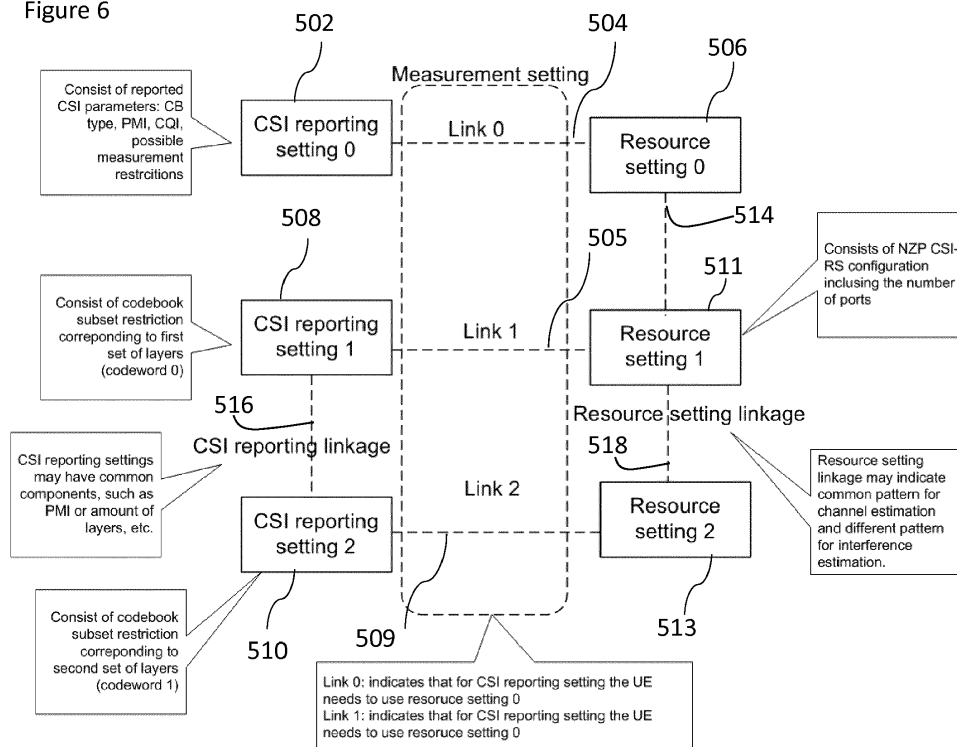 Figure 6
502
504
506
Measurement setting
Consist of reported
CSI parameters: CB
type, PMI, CQI,
possible
measurement
restrcitions
CSI reporting
setting 0
Link 0
Resource
setting 0
514
508
505
511
Consists of NZP CSI-
RS configuration
inclusing the number
of ports
Consist of codebook
subset restriction
correponding to first
set of layers
(codeword 0)
CSI reporting
setting 1
Link 1
Resource
setting 1
516
CSI reporting linkage
Resource setting linkage
518
CSI reporting settings
may have common
components, such as
PMI or amount of
layers, etc.
Link 2
Resource setting
linkage may indicate
common pattern for
channel estimation
and different pattern
for interference
estimation.
CSI reporting
setting 2
Resource
setting 2
Consist of codebook
subset restriction
correponding to
second set of layers
(codeword 1)
510
509
513
Link 0: indicates that for CSI reporting setting the UE
needs to use resoruce setting 0
Link 1: indicates that for CSI reporting setting the UE
needs to use resoruce setting 0